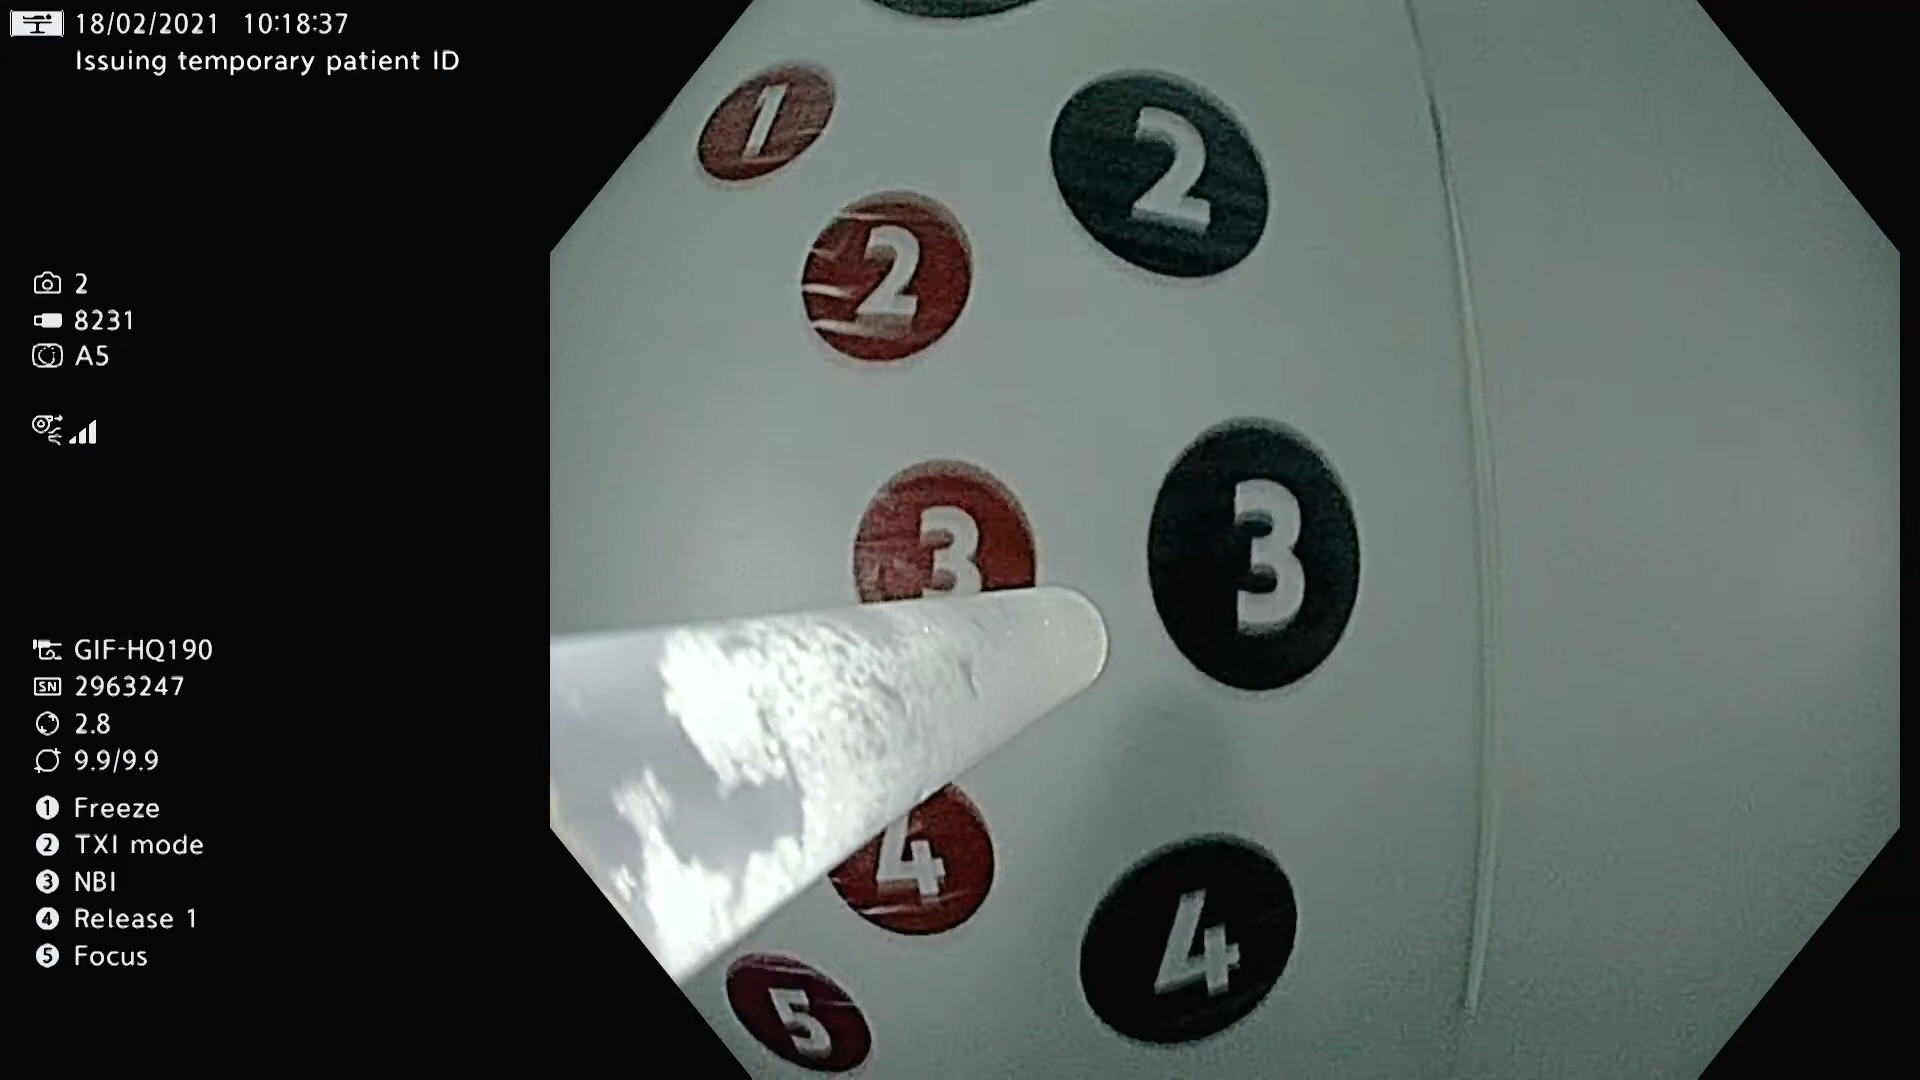 18/02/2021 10:18:37
Issuing temporary patient ID
2
8231
A5
SN
GIF-HQ190
2963247
2.8
9.9/9.9
1 Freeze
2 TXI mode
3 NBI
4 Release 1
5 Focus
1
2
2
3
3
4
4
5